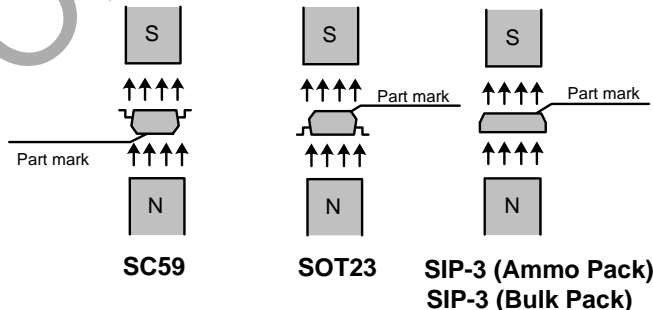 S S S
Part mark Part mark
Part mark
N N N
SC59 SOT23 SIP-3 (Ammo Pack)
SIP-3 (Bulk Pack)